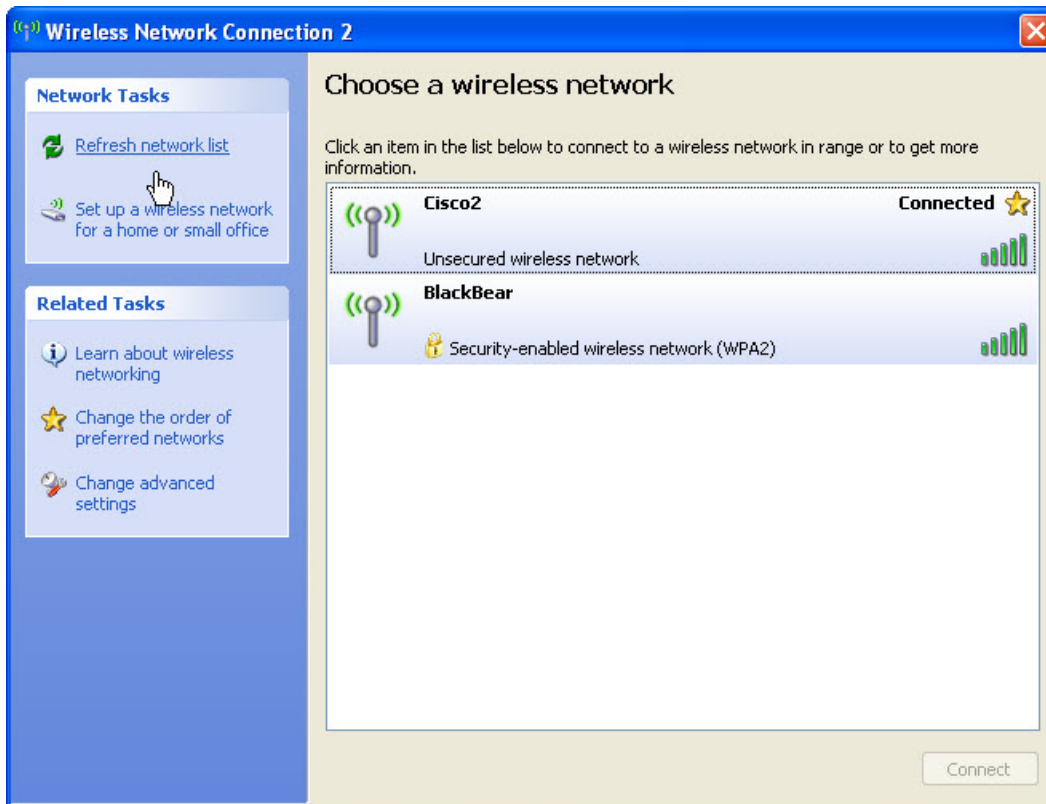 Wireless Network Connection 2
Network Tasks
Refresh network list
Set up a wireless network
for a home or small office
Related Tasks
Learn about wireless
networking
Change the order of
preferred networks
Change advanced
settings
Choose a wireless network
Click an item in the list below to connect to a wireless network in range or to get more
information.
Cisco2
Connected
Unsecured wireless network
BlackBear
Security-enabled wireless network (WPA2)
Connect